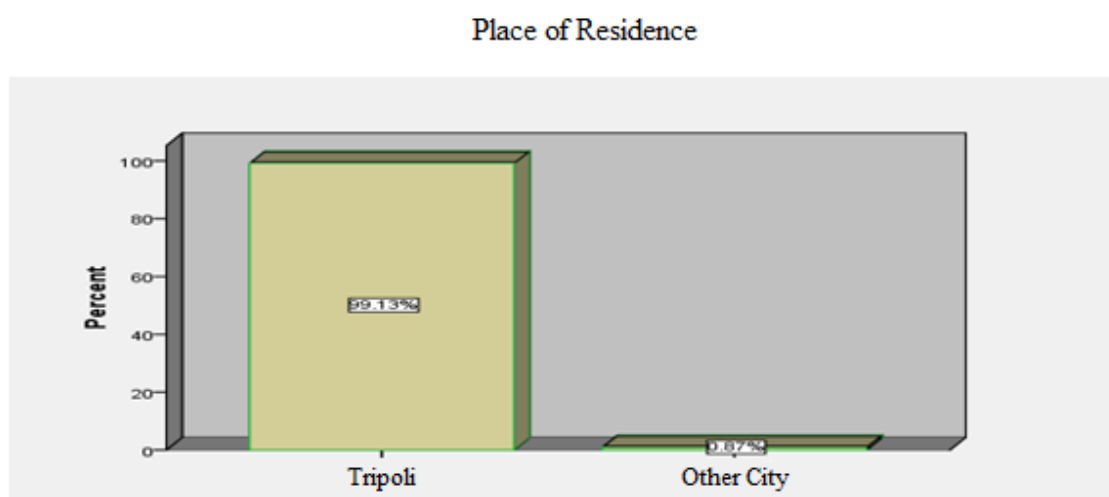 Place of Residence
100
80
60
40
20
0
Percent
99.13%
0.87%
Tripoli
Other City